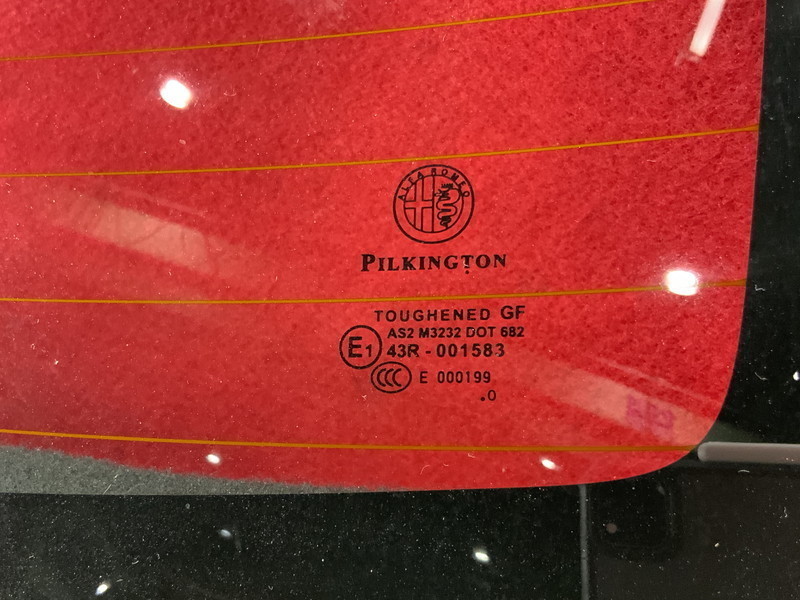 ALFA ROMEO
PILKINGTON
TOUGHENED GF
AS2 M3232 DOT 682
E1 43R - 001583
CCC E 000199
.0